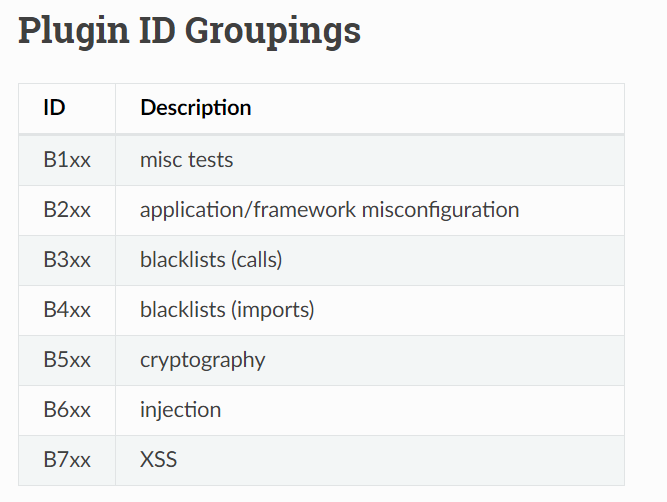 Plugin ID Groupings
ID Description
B1xx misc tests
B2xx application/framework misconfiguration
B3xx blacklists (calls)
B4xx blacklists (imports)
B5xx cryptography
B6xx injection
B7xx XSS